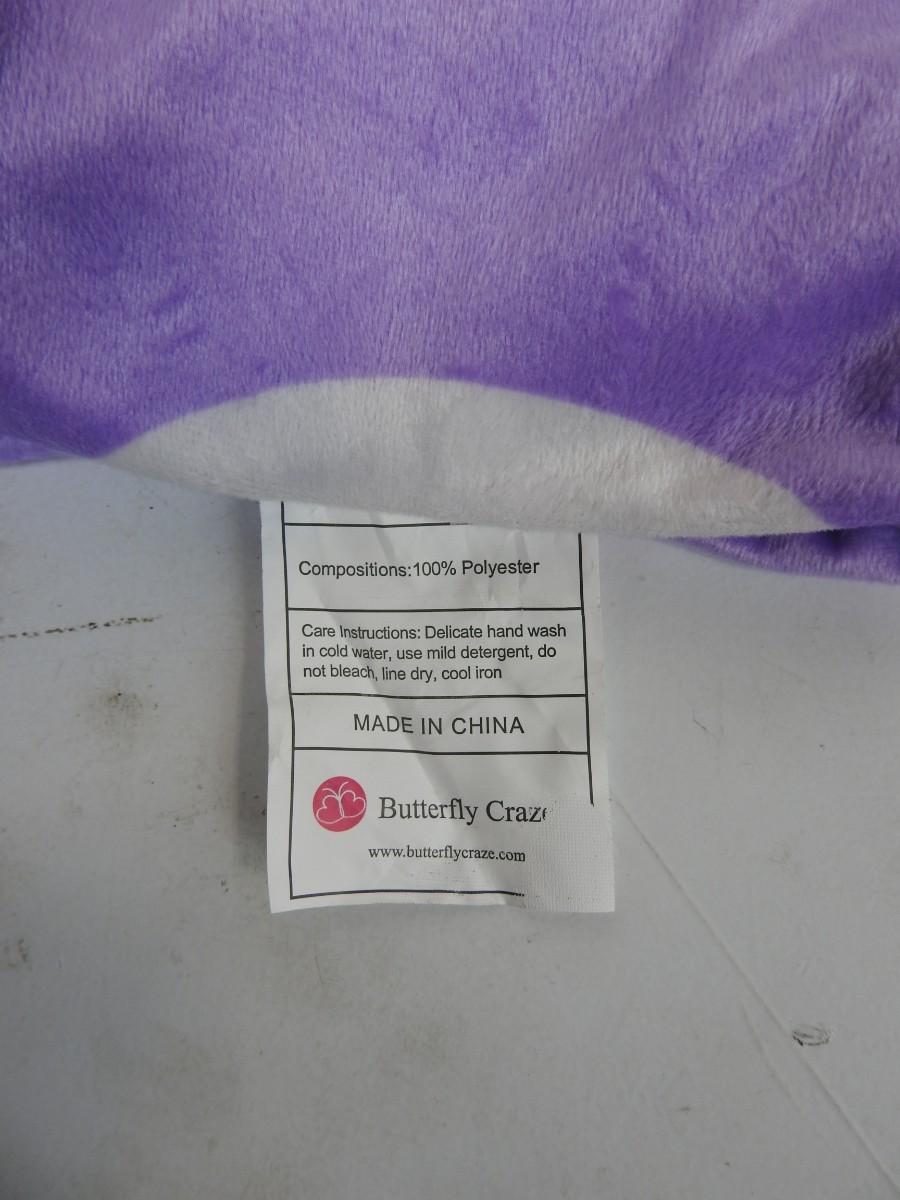 Compositions:100% Polyester
Care Instructions: Delicate hand wash
in cold water, use mild detergent, do
not bleach, line dry, cool iron
MADE IN CHINA
Butterfly Craze
www.butterflycraze.com